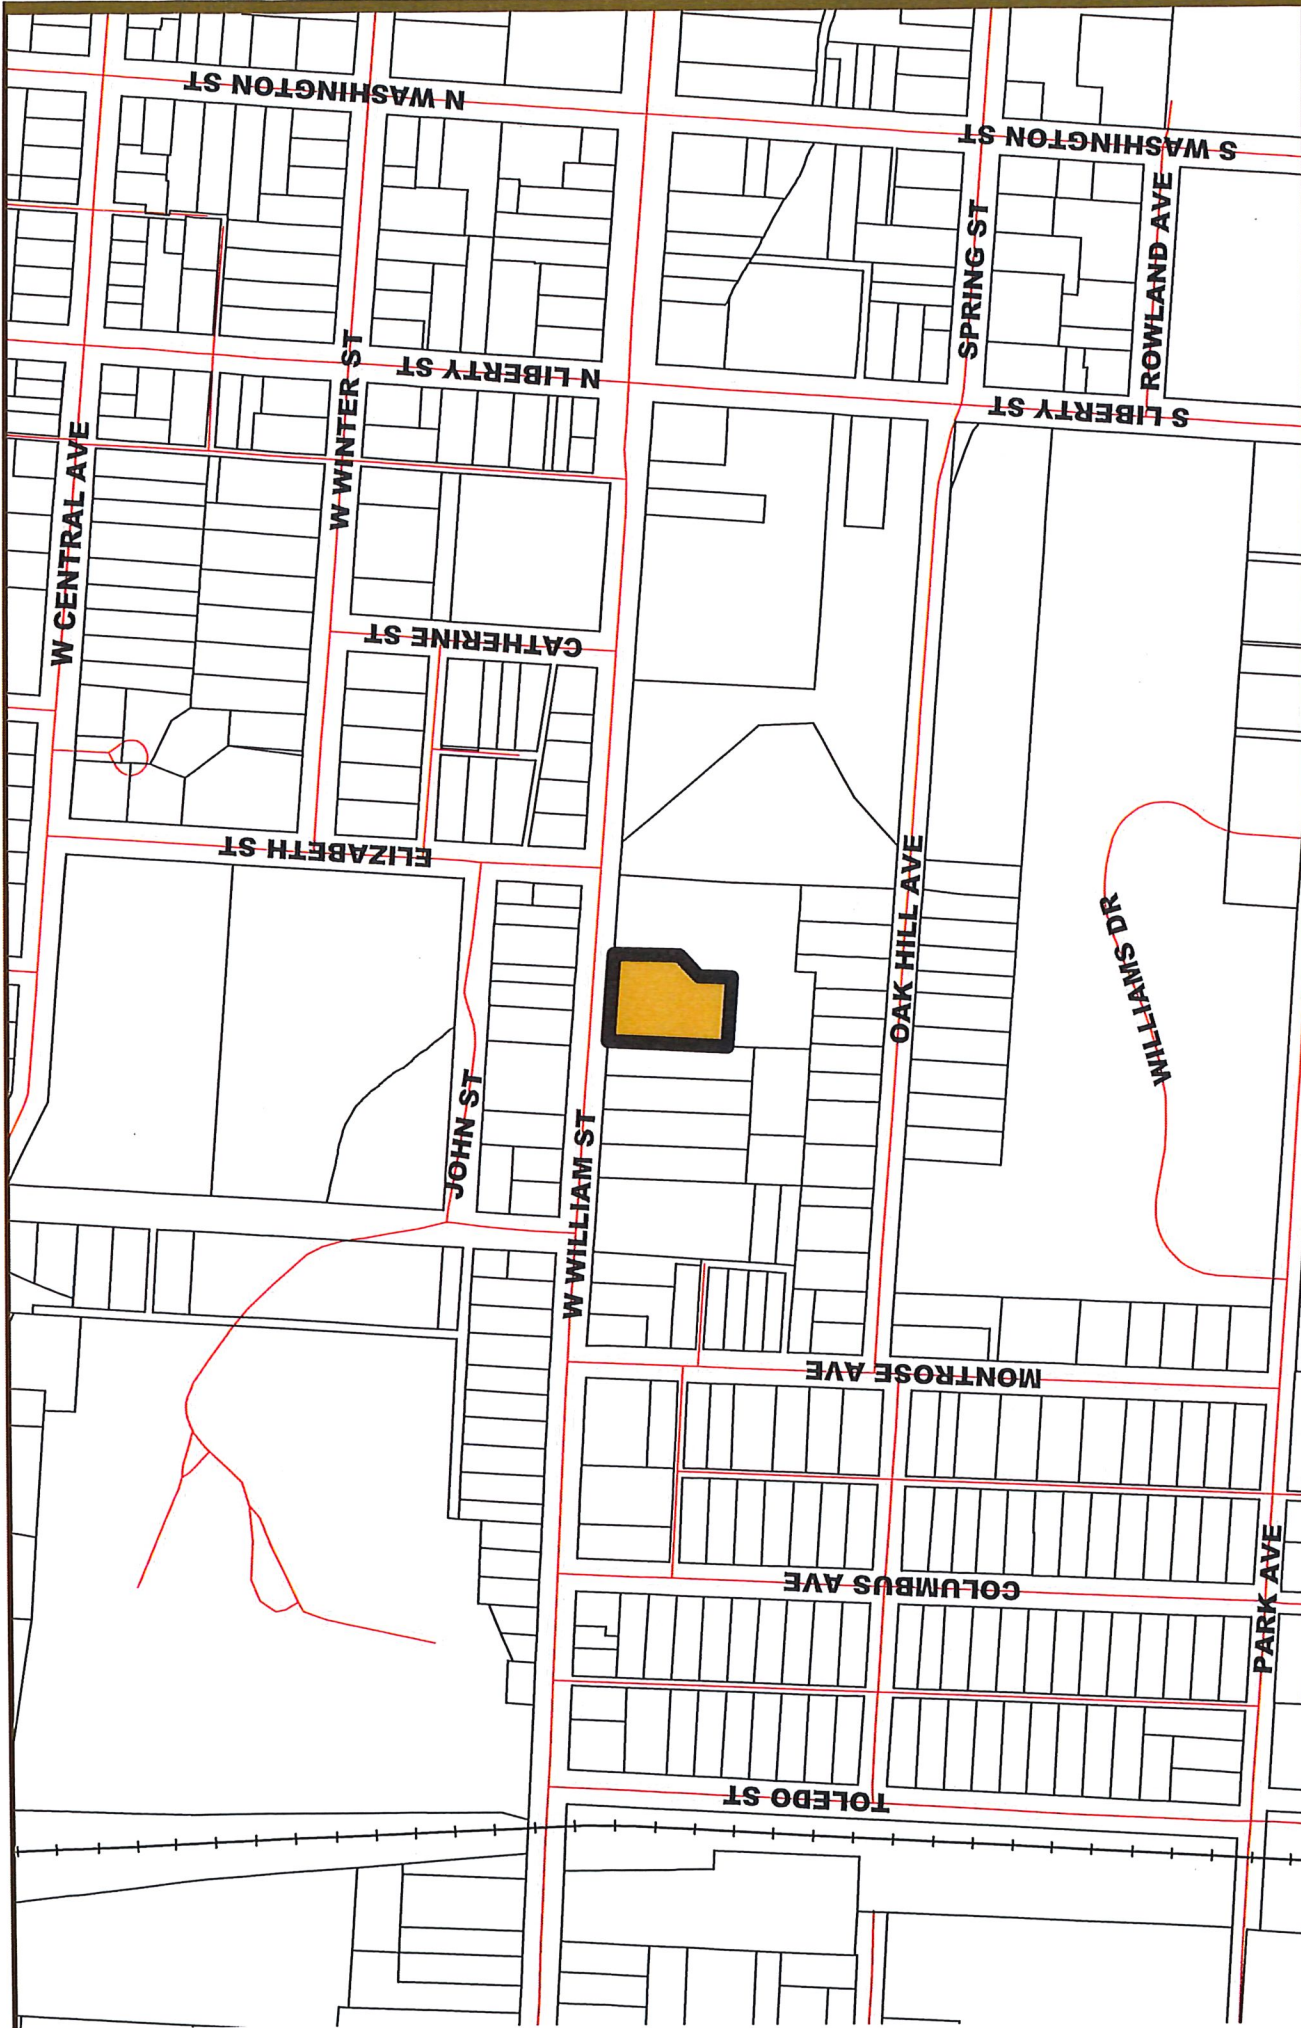 N WASHINGTON ST
S WASHINGTON ST
ROWLAND AVE
SPRING ST
W WINTER ST
N LIBERTY ST
S LIBERTY ST
W CENTRAL AVE
CATHERINE ST
ELIZABETH ST
OAK HILL AVE
WILLIAMS DR
JOHN ST
W WILLIAM ST
MONTROSE AVE
COLUMBUS AVE
PARK AVE
TOLEDO ST